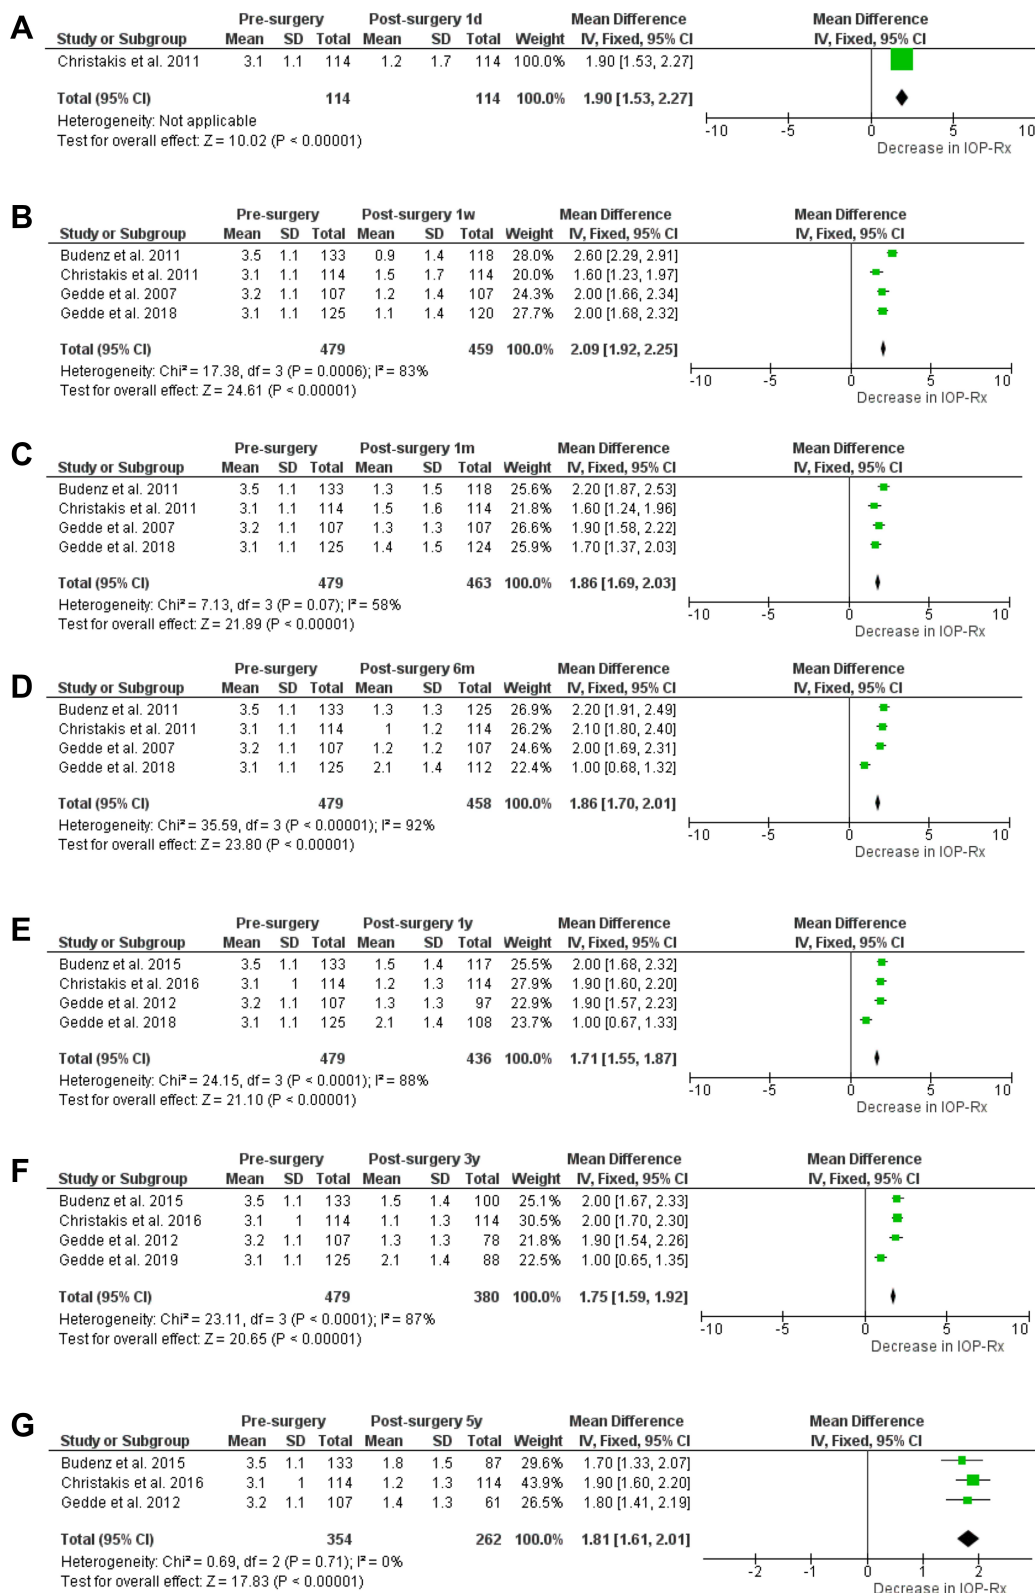 A
Pre-surgery Post-surgery 1d Mean Difference Mean Difference
Study or Subgroup Mean SD Total Mean SD Total Weight IV, Fixed, 95% CI IV, Fixed, 95% CI
Christakis et al. 2011 3.1 1.1 114 1.2 1.7 114 100.0% 1.90 [1.53, 2.27]
Total (95% CI) 114 114 100.0% 1.90 [1.53, 2.27]
Heterogeneity: Not applicable
Test for overall effect: Z = 10.02 (P < 0.00001)
-10 -5 0 5 10
Decrease in IOP-Rx
B
Pre-surgery Post-surgery 1w Mean Difference Mean Difference
Study or Subgroup Mean SD Total Mean SD Total Weight IV, Fixed, 95% CI IV, Fixed, 95% CI
Budenz et al. 2011 3.5 1.1 133 0.9 1.4 118 28.0% 2.60 [2.29, 2.91]
Christakis et al. 2011 3.1 1.1 114 1.5 1.7 114 20.0% 1.60 [1.23, 1.97]
Gedde et al. 2007 3.2 1.1 107 1.2 1.4 107 24.3% 2.00 [1.66, 2.34]
Gedde et al. 2018 3.1 1.1 125 1.1 1.4 120 27.7% 2.00 [1.68, 2.32]
Total (95% CI) 479 459 100.0% 2.09 [1.92, 2.25]
Heterogeneity: Chi² = 17.38, df = 3 (P = 0.0006); I² = 83%
Test for overall effect: Z = 24.61 (P < 0.00001)
-10 -5 0 5 10
Decrease in IOP-Rx
C
Pre-surgery Post-surgery 1m Mean Difference Mean Difference
Study or Subgroup Mean SD Total Mean SD Total Weight IV, Fixed, 95% CI IV, Fixed, 95% CI
Budenz et al. 2011 3.5 1.1 133 1.3 1.5 118 25.6% 2.20 [1.87, 2.53]
Christakis et al. 2011 3.1 1.1 114 1.5 1.6 114 21.8% 1.60 [1.24, 1.96]
Gedde et al. 2007 3.2 1.1 107 1.3 1.3 107 26.6% 1.90 [1.58, 2.22]
Gedde et al. 2018 3.1 1.1 125 1.4 1.5 124 25.9% 1.70 [1.37, 2.03]
Total (95% CI) 479 463 100.0% 1.86 [1.69, 2.03]
Heterogeneity: Chi² = 7.13, df = 3 (P = 0.07); I² = 58%
Test for overall effect: Z = 21.89 (P < 0.00001)
-10 -5 0 5 10
Decrease in IOP-Rx
D
Pre-surgery Post-surgery 6m Mean Difference Mean Difference
Study or Subgroup Mean SD Total Mean SD Total Weight IV, Fixed, 95% CI IV, Fixed, 95% CI
Budenz et al. 2011 3.5 1.1 133 1.3 1.3 125 26.9% 2.20 [1.91, 2.49]
Christakis et al. 2011 3.1 1.1 114 1 1.2 114 26.2% 2.10 [1.80, 2.40]
Gedde et al. 2007 3.2 1.1 107 1.2 1.2 107 24.6% 2.00 [1.69, 2.31]
Gedde et al. 2018 3.1 1.1 125 2.1 1.4 112 22.4% 1.00 [0.68, 1.32]
Total (95% CI) 479 458 100.0% 1.86 [1.70, 2.01]
Heterogeneity: Chi² = 35.59, df = 3 (P < 0.00001); I² = 92%
Test for overall effect: Z = 23.80 (P < 0.00001)
-10 -5 0 5 10
Decrease in IOP-Rx
E
Pre-surgery Post-surgery 1y Mean Difference Mean Difference
Study or Subgroup Mean SD Total Mean SD Total Weight IV, Fixed, 95% CI IV, Fixed, 95% CI
Budenz et al. 2015 3.5 1.1 133 1.5 1.4 117 25.5% 2.00 [1.68, 2.32]
Christakis et al. 2016 3.1 1 114 1.2 1.3 114 27.9% 1.90 [1.60, 2.20]
Gedde et al. 2012 3.2 1.1 107 1.3 1.3 97 22.9% 1.90 [1.57, 2.23]
Gedde et al. 2018 3.1 1.1 125 2.1 1.4 108 23.7% 1.00 [0.67, 1.33]
Total (95% CI) 479 436 100.0% 1.71 [1.55, 1.87]
Heterogeneity: Chi² = 24.15, df = 3 (P < 0.0001); I² = 88%
Test for overall effect: Z = 21.10 (P < 0.00001)
-10 -5 0 5 10
Decrease in IOP-Rx
F
Pre-surgery Post-surgery 3y Mean Difference Mean Difference
Study or Subgroup Mean SD Total Mean SD Total Weight IV, Fixed, 95% CI IV, Fixed, 95% CI
Budenz et al. 2015 3.5 1.1 133 1.5 1.4 100 25.1% 2.00 [1.67, 2.33]
Christakis et al. 2016 3.1 1 114 1.1 1.3 114 30.5% 2.00 [1.70, 2.30]
Gedde et al. 2012 3.2 1.1 107 1.3 1.3 78 21.8% 1.90 [1.54, 2.26]
Gedde et al. 2019 3.1 1.1 125 2.1 1.4 88 22.5% 1.00 [0.65, 1.35]
Total (95% CI) 479 380 100.0% 1.75 [1.59, 1.92]
Heterogeneity: Chi² = 23.11, df = 3 (P < 0.0001); I² = 87%
Test for overall effect: Z = 20.65 (P < 0.00001)
-10 -5 0 5 10
Decrease in IOP-Rx
G
Pre-surgery Post-surgery 5y Mean Difference Mean Difference
Study or Subgroup Mean SD Total Mean SD Total Weight IV, Fixed, 95% CI IV, Fixed, 95% CI
Budenz et al. 2015 3.5 1.1 133 1.8 1.5 87 29.6% 1.70 [1.33, 2.07]
Christakis et al. 2016 3.1 1 114 1.2 1.3 114 43.9% 1.90 [1.60, 2.20]
Gedde et al. 2012 3.2 1.1 107 1.4 1.3 61 26.5% 1.80 [1.41, 2.19]
Total (95% CI) 354 262 100.0% 1.81 [1.61, 2.01]
Heterogeneity: Chi² = 0.69, df = 2 (P = 0.71); I² = 0%
Test for overall effect: Z = 17.83 (P < 0.00001)
-2 -1 0 1 2
Decrease in IOP-Rx